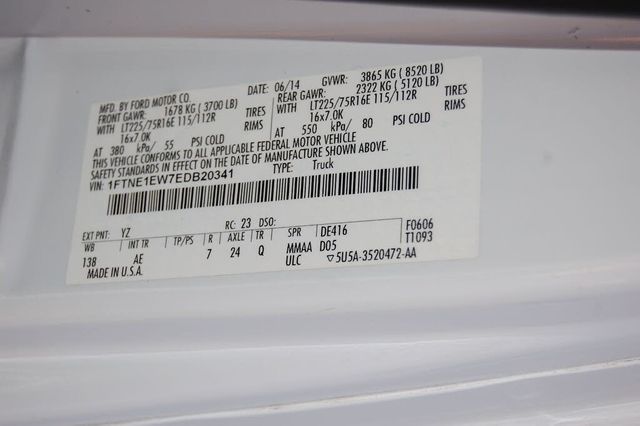 MFD. BY FORD MOTOR CO. DATE: 06/14 GVWR: 3865 KG ( 8520 LB)
FRONT GAWR: 1678 KG ( 3700 LB) REAR GAWR: 2322 KG ( 5120 LB)
WITH LT225/75R16E 115/112R TIRES WITH LT225/75R16E 115/112R TIRES
16x7.0K RIMS 16x7.0K RIMS
AT 380 kPa/ 55 PSI COLD AT 550 kPa/ 80 PSI COLD
THIS VEHICLE CONFORMS TO ALL APPLICABLE FEDERAL MOTOR VEHICLE
SAFETY STANDARDS IN EFFECT ON THE DATE OF MANUFACTURE SHOWN ABOVE.
VIN: 1FTNE1EW7EDB20341 TYPE: Truck
EXT PNT: YZ RC: 23 DSO: F0606
WB INT TR TP/PS R AXLE TR SPR DE416 T1093
138 AE 7 24 Q MMAA D05
MADE IN U.S.A. ULC ▽5U5A-3520472-AA